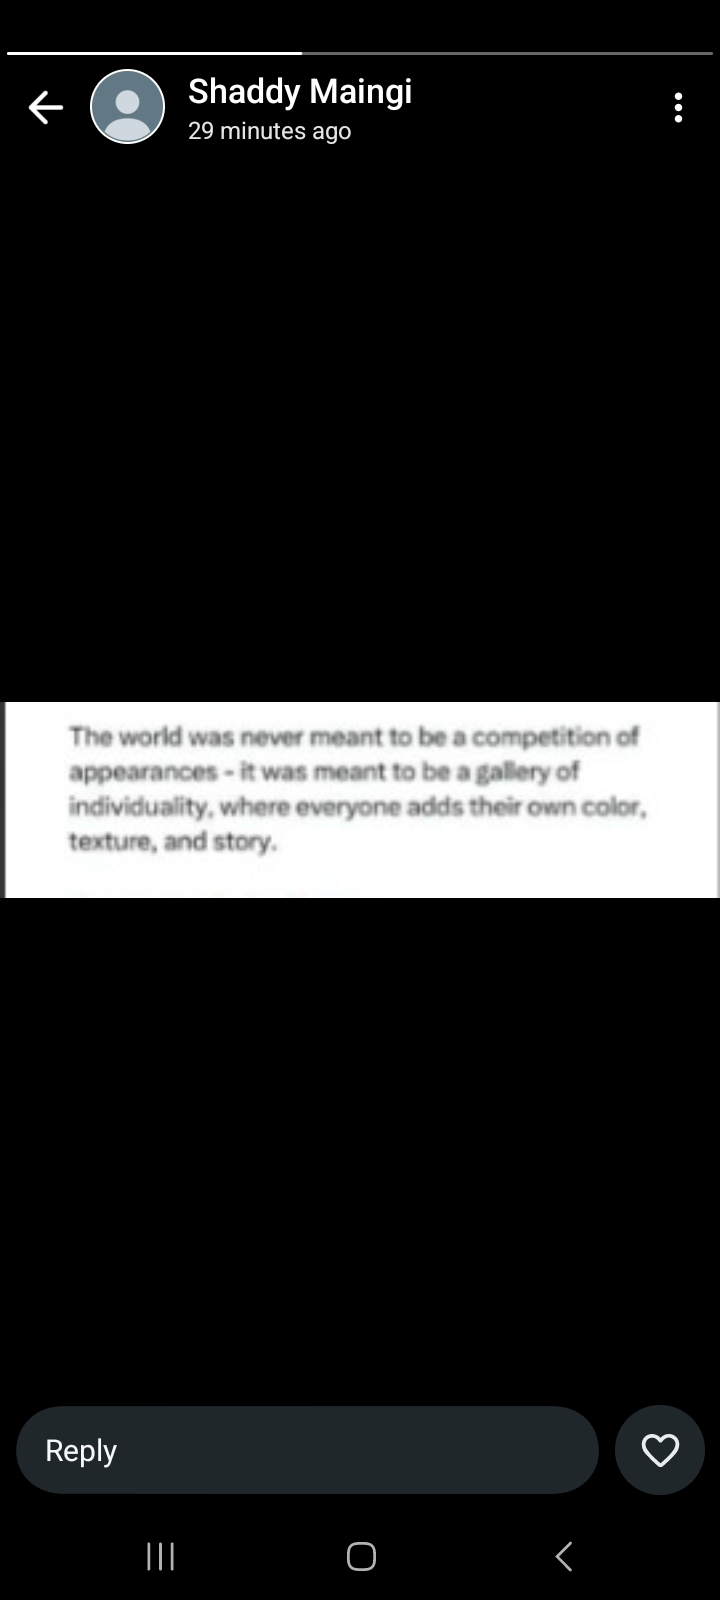 Shaddy Maingi
29 minutes ago
The world was never meant to be a competition of
appearances - it was meant to be a gallery of
individuality, where everyone adds their own color,
texture, and story.
Reply